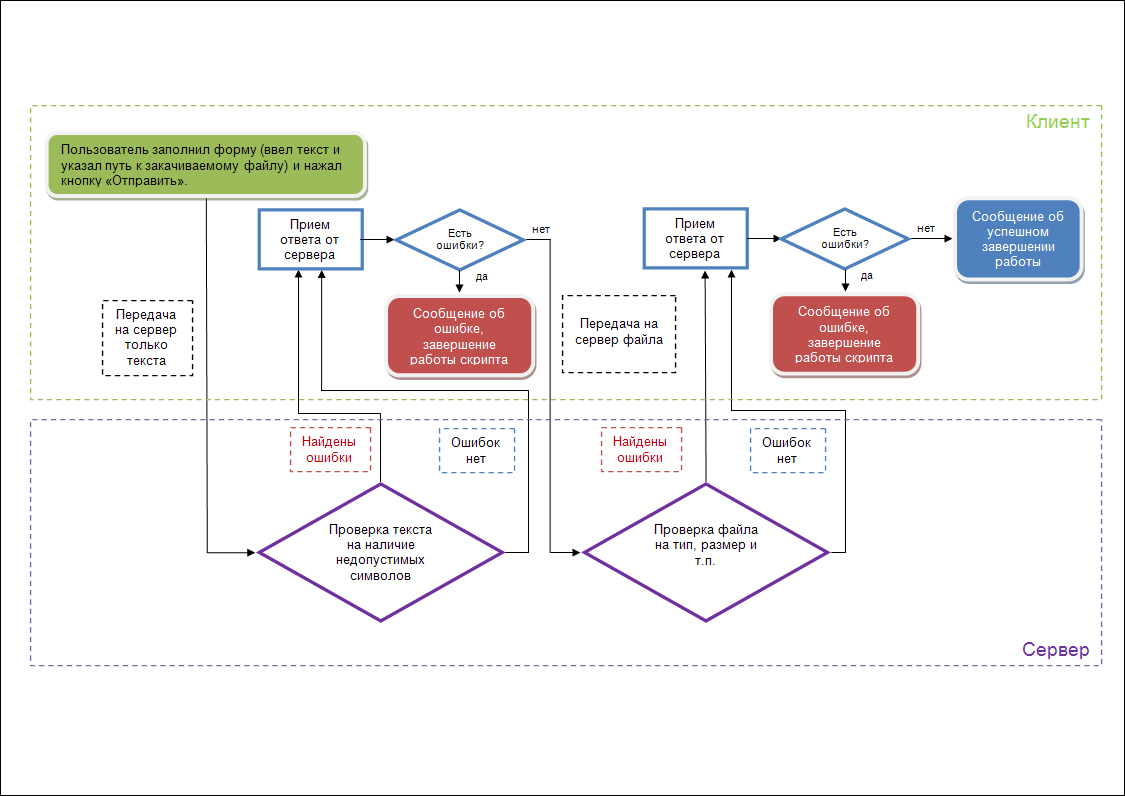 Клиент
Пользователь заполнил форму (ввел текст и
указал путь к закачиваемому файлу) и нажал
кнопку «Отправить».
Прием
ответа от
сервера
Есть
ошибки?
нет
да
Сообщение об
ошибке,
завершение
работы скрипта
Передача
на сервер
только
текста
Прием
ответа от
сервера
Есть
ошибки?
нет
да
Сообщение об
успешном
завершении
работы
Сообщение об
ошибке,
завершение
работы скрипта
Передача на
сервер файла
Найдены
ошибки
Ошибок
нет
Найдены
ошибки
Ошибок
нет
Проверка текста
на наличие
недопустимых
символов
Проверка файла
на тип, размер и
т.п.
Сервер